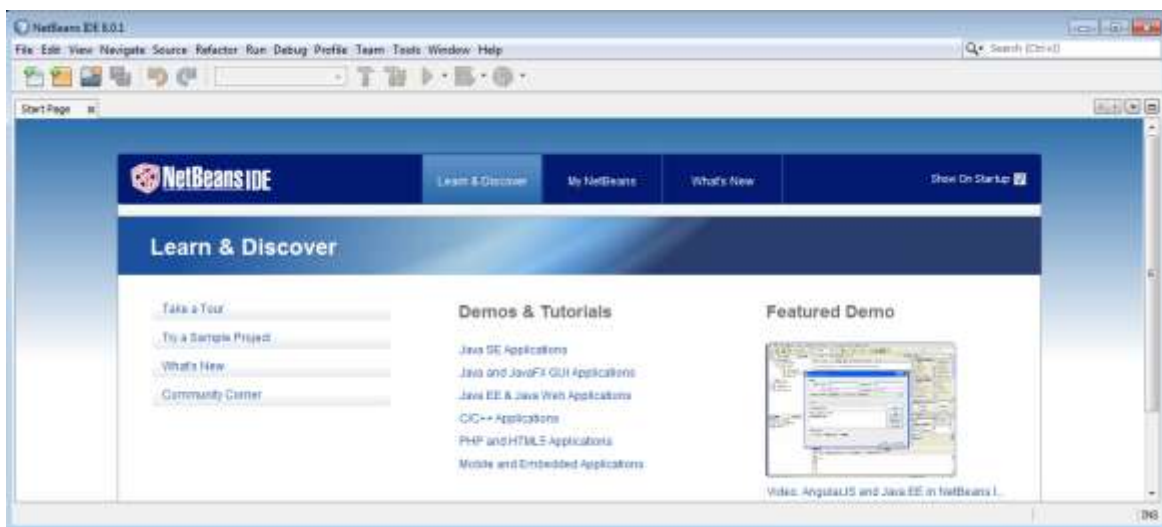 NetBeans IDE 8.0.1
File Edit View Navigate Source Refactor Run Debug Profile Team Tools Window Help
Search (Ctrl+I)
Start Page
NetBeans IDE
Learn & Discover
My NetBeans
What's New
Show On Startup
Learn & Discover
Take a Tour
Try a Sample Project
What's New
Community Corner
Demos & Tutorials
Java SE Applications
Java and JavaFX GUI Applications
Java EE & Java Web Applications
C/C++ Applications
PHP and HTML5 Applications
Mobile and Embedded Applications
Featured Demo
Video: AngularJS and Java EE in NetBeans I...
INS